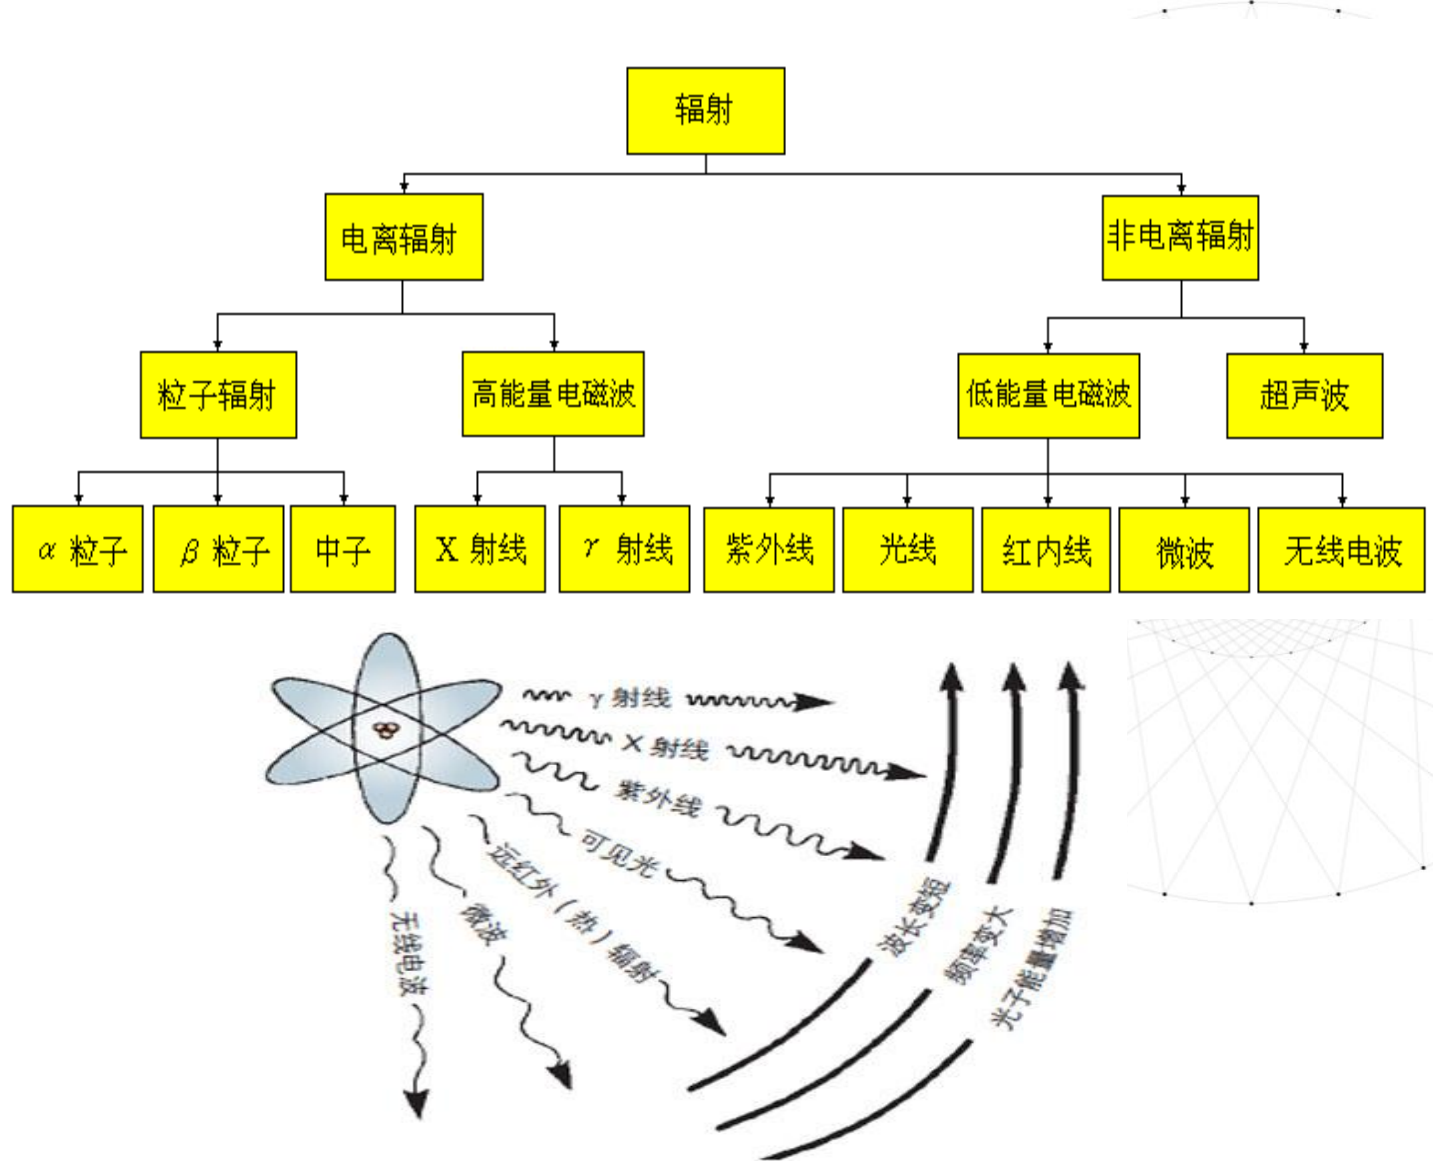 辐射
电离辐射
非电离辐射
粒子辐射
高能量电磁波
低能量电磁波
超声波
α 粒子
β 粒子
中子
X 射线
γ 射线
紫外线
光线
红内线
微波
无线电波
γ 射线
X 射线
紫外线
可见光
远红外（热）辐射
微波
无线电波
波长变短
频率变大
光子能量增加